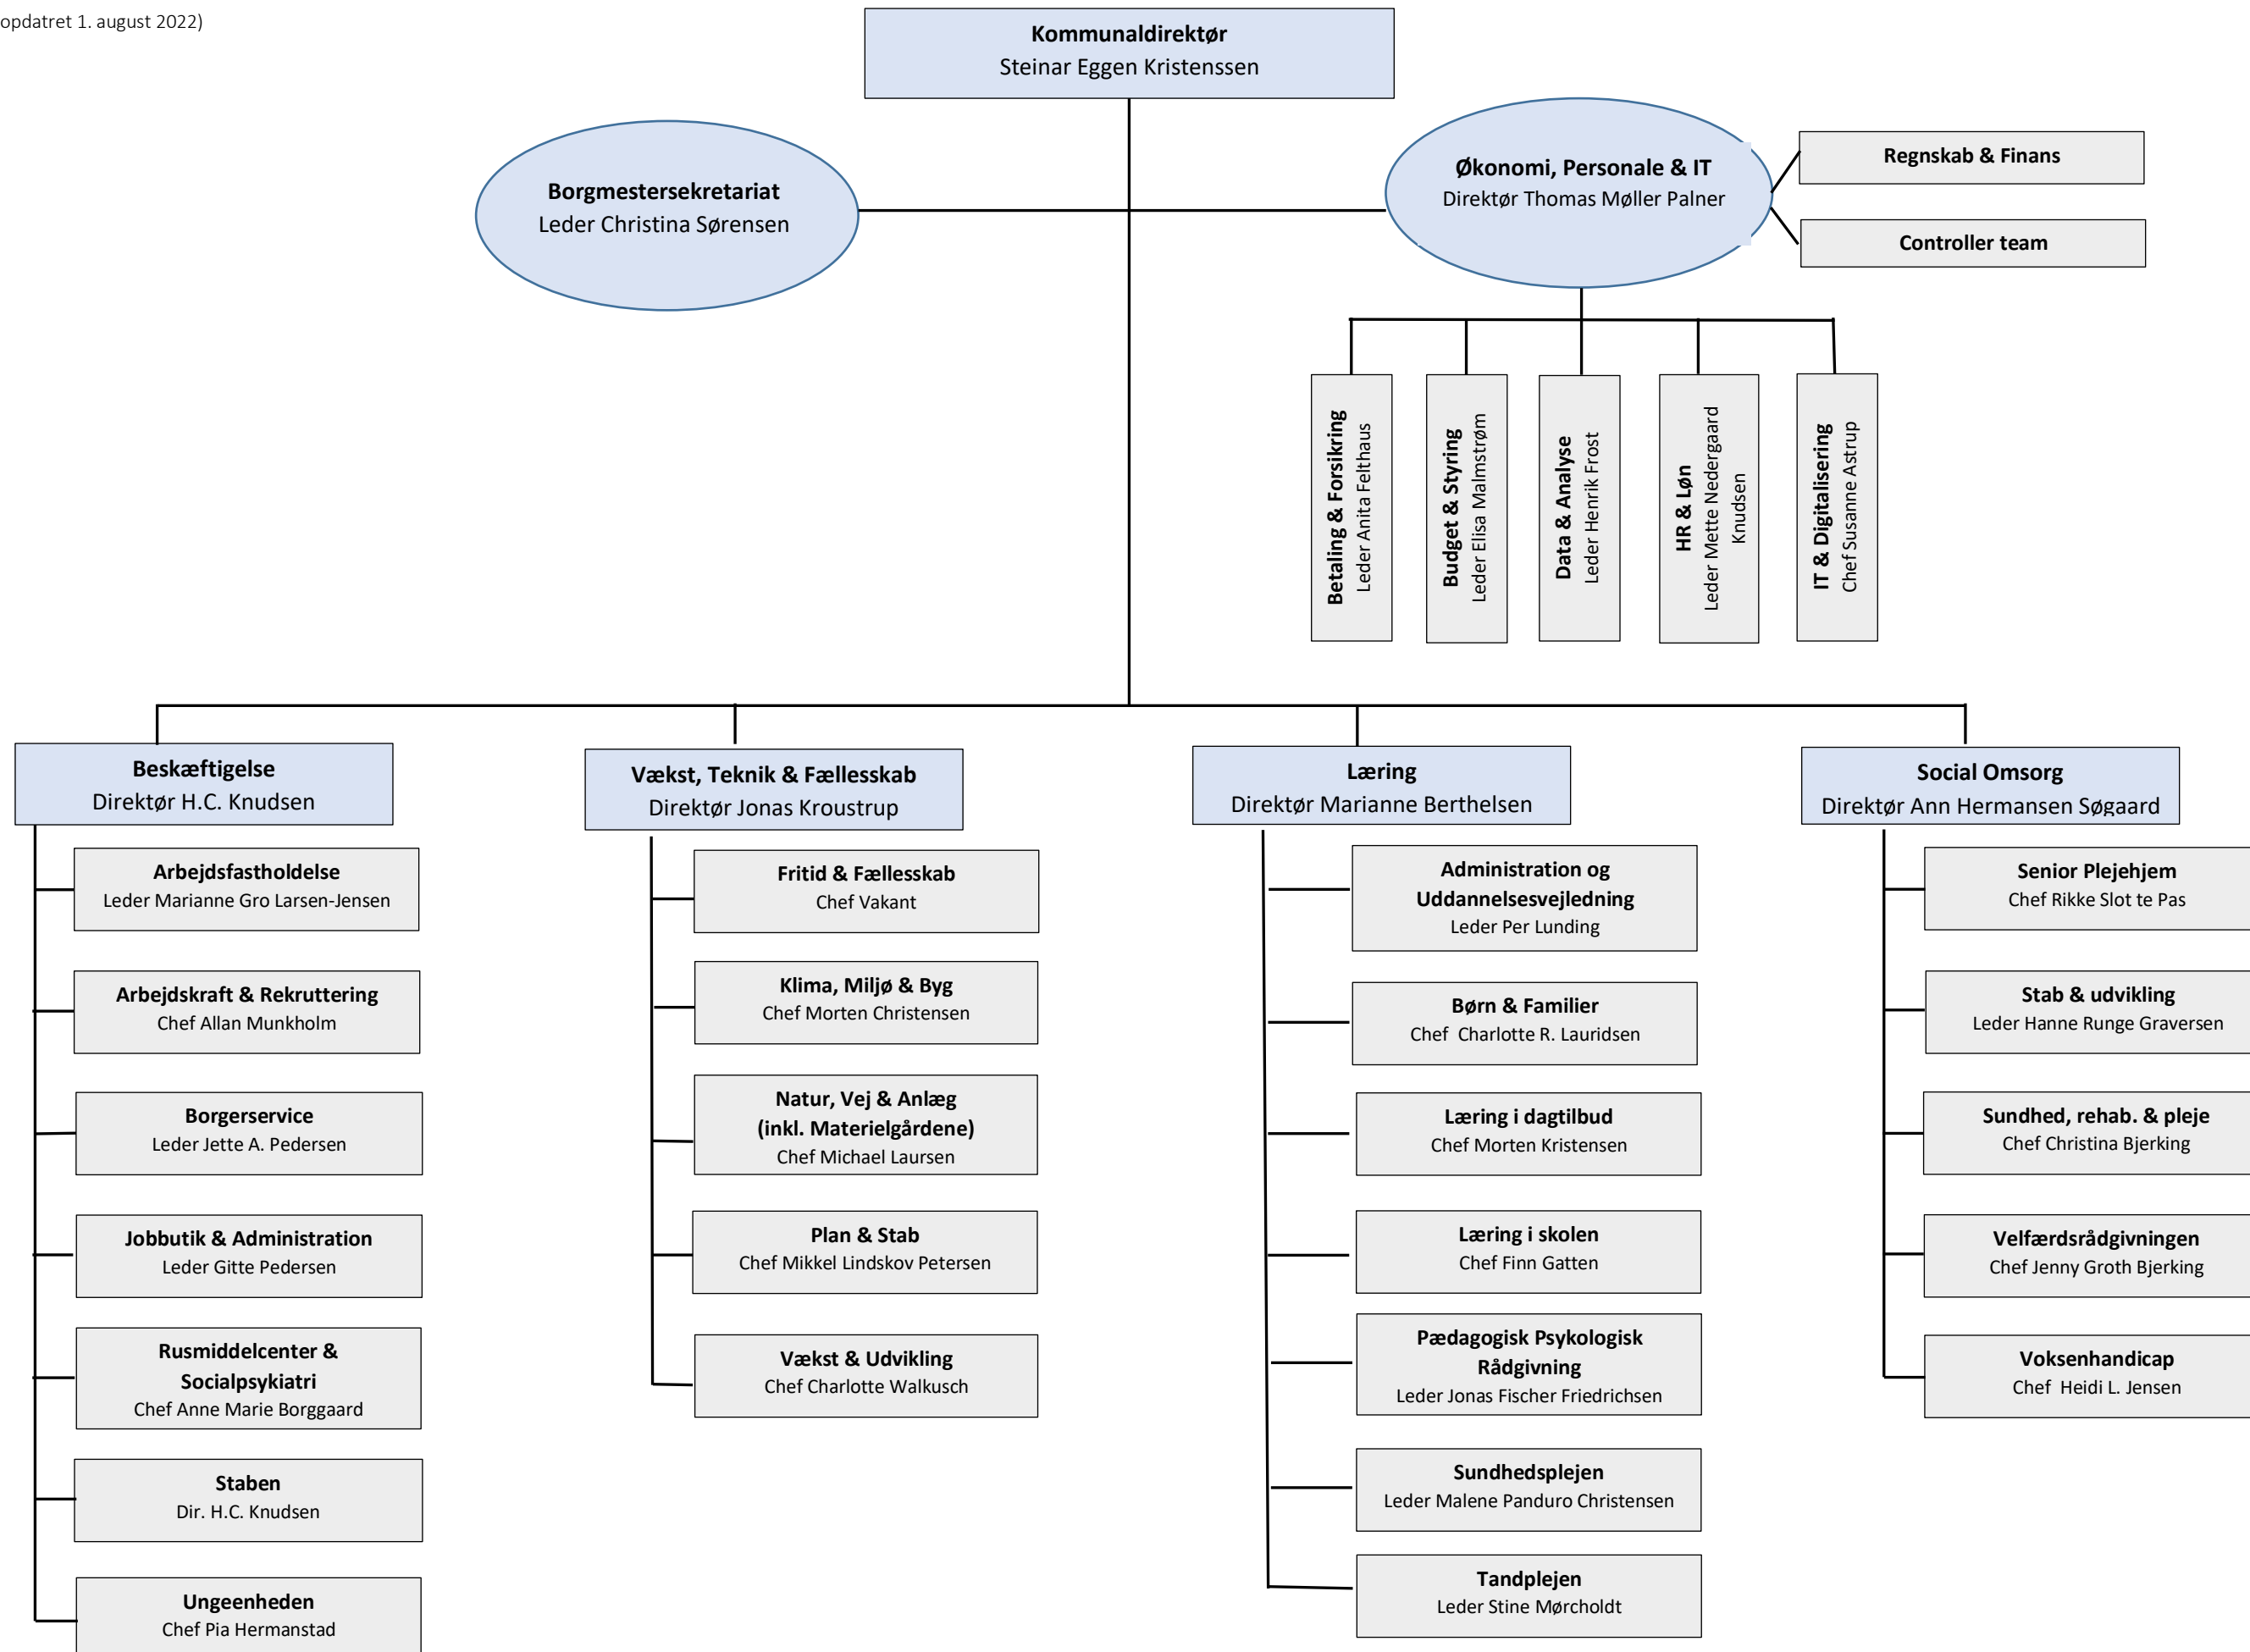 opdatret 1. august 2022)
Kommunaldirektør
Steinar Eggen Kristenssen
Borgmestersekretariat
Leder Christina Sørensen
Økonomi, Personale & IT
Direktør Thomas Møller Palner
Regnskab & Finans
Controller team
Betaling & Forsikring
Leder Anita Felthaus
Budget & Styring
Leder Elisa Malmstrøm
Data & Analyse
Leder Henrik Frost
HR & Løn
Leder Mette Nedergaard
Knudsen
IT & Digitalisering
Chef Susanne Astrup
Beskæftigelse
Direktør H.C. Knudsen
Arbejdsfastholdelse
Leder Marianne Gro Larsen-Jensen
Arbejdskraft & Rekruttering
Chef Allan Munkholm
Borgerservice
Leder Jette A. Pedersen
Jobbutik & Administration
Leder Gitte Pedersen
Rusmiddelcenter &
Socialpsykiatri
Chef Anne Marie Borggaard
Staben
Dir. H.C. Knudsen
Ungeenheden
Chef Pia Hermanstad
Vækst, Teknik & Fællesskab
Direktør Jonas Kroustrup
Fritid & Fællesskab
Chef Vakant
Klima, Miljø & Byg
Chef Morten Christensen
Natur, Vej & Anlæg
(inkl. Materielgårdene)
Chef Michael Laursen
Plan & Stab
Chef Mikkel Lindskov Petersen
Vækst & Udvikling
Chef Charlotte Walkusch
Læring
Direktør Marianne Berthelsen
Administration og
Uddannelsesvejledning
Leder Per Lunding
Børn & Familier
Chef  Charlotte R. Lauridsen
Læring i dagtilbud
Chef Morten Kristensen
Læring i skolen
Chef Finn Gatten
Pædagogisk Psykologisk
Rådgivning
Leder Jonas Fischer Friedrichsen
Sundhedsplejen
Leder Malene Panduro Christensen
Tandplejen
Leder Stine Mørcholdt
Social Omsorg
Direktør Ann Hermansen Søgaard
Senior Plejehjem
Chef Rikke Slot te Pas
Stab & udvikling
Leder Hanne Runge Graversen
Sundhed, rehab. & pleje
Chef Christina Bjerking
Velfærdsrådgivningen
Chef Jenny Groth Bjerking
Voksenhandicap
Chef  Heidi L. Jensen